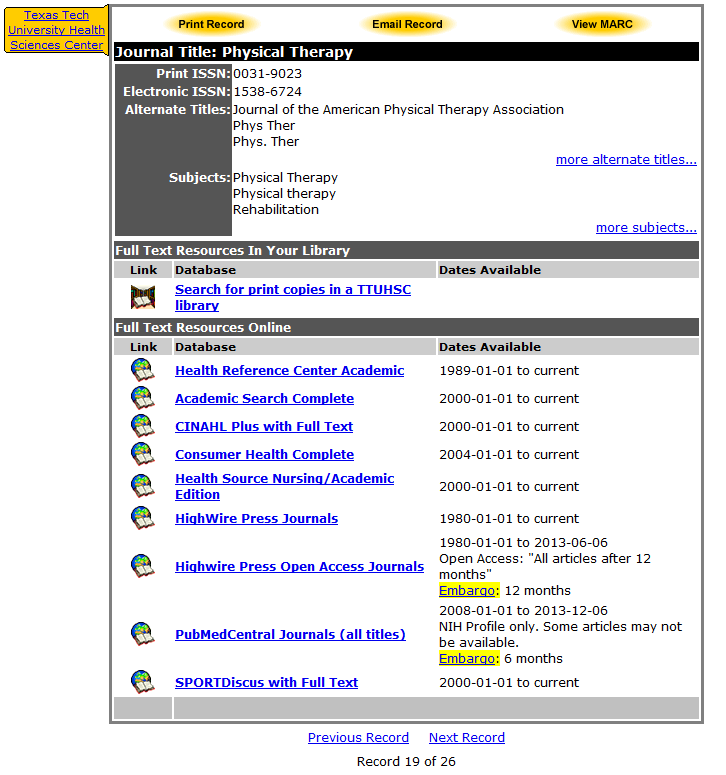 Texas Tech
University Health
Sciences Center
Print Record
Email Record
View MARC
Journal Title: Physical Therapy
Print ISSN: 0031-9023
Electronic ISSN: 1538-6724
Alternate Titles: Journal of the American Physical Therapy Association
Phys Ther
Phys. Ther
more alternate titles...
Subjects: Physical Therapy
Physical therapy
Rehabilitation
more subjects...
Full Text Resources In Your Library
Link Database Dates Available
Search for print copies in a TTUHSC
library
Full Text Resources Online
Link Database Dates Available
Health Reference Center Academic 1989-01-01 to current
Academic Search Complete 2000-01-01 to current
CINAHL Plus with Full Text 2000-01-01 to current
Consumer Health Complete 2004-01-01 to current
Health Source Nursing/Academic
Edition 2000-01-01 to current
HighWire Press Journals 1980-01-01 to current
Highwire Press Open Access Journals 1980-01-01 to 2013-06-06
Open Access: "All articles after 12
months"
Embargo: 12 months
PubMedCentral Journals (all titles) 2008-01-01 to 2013-12-06
NIH Profile only. Some articles may not
be available.
Embargo: 6 months
SPORTDiscus with Full Text 2000-01-01 to current
Previous Record Next Record
Record 19 of 26